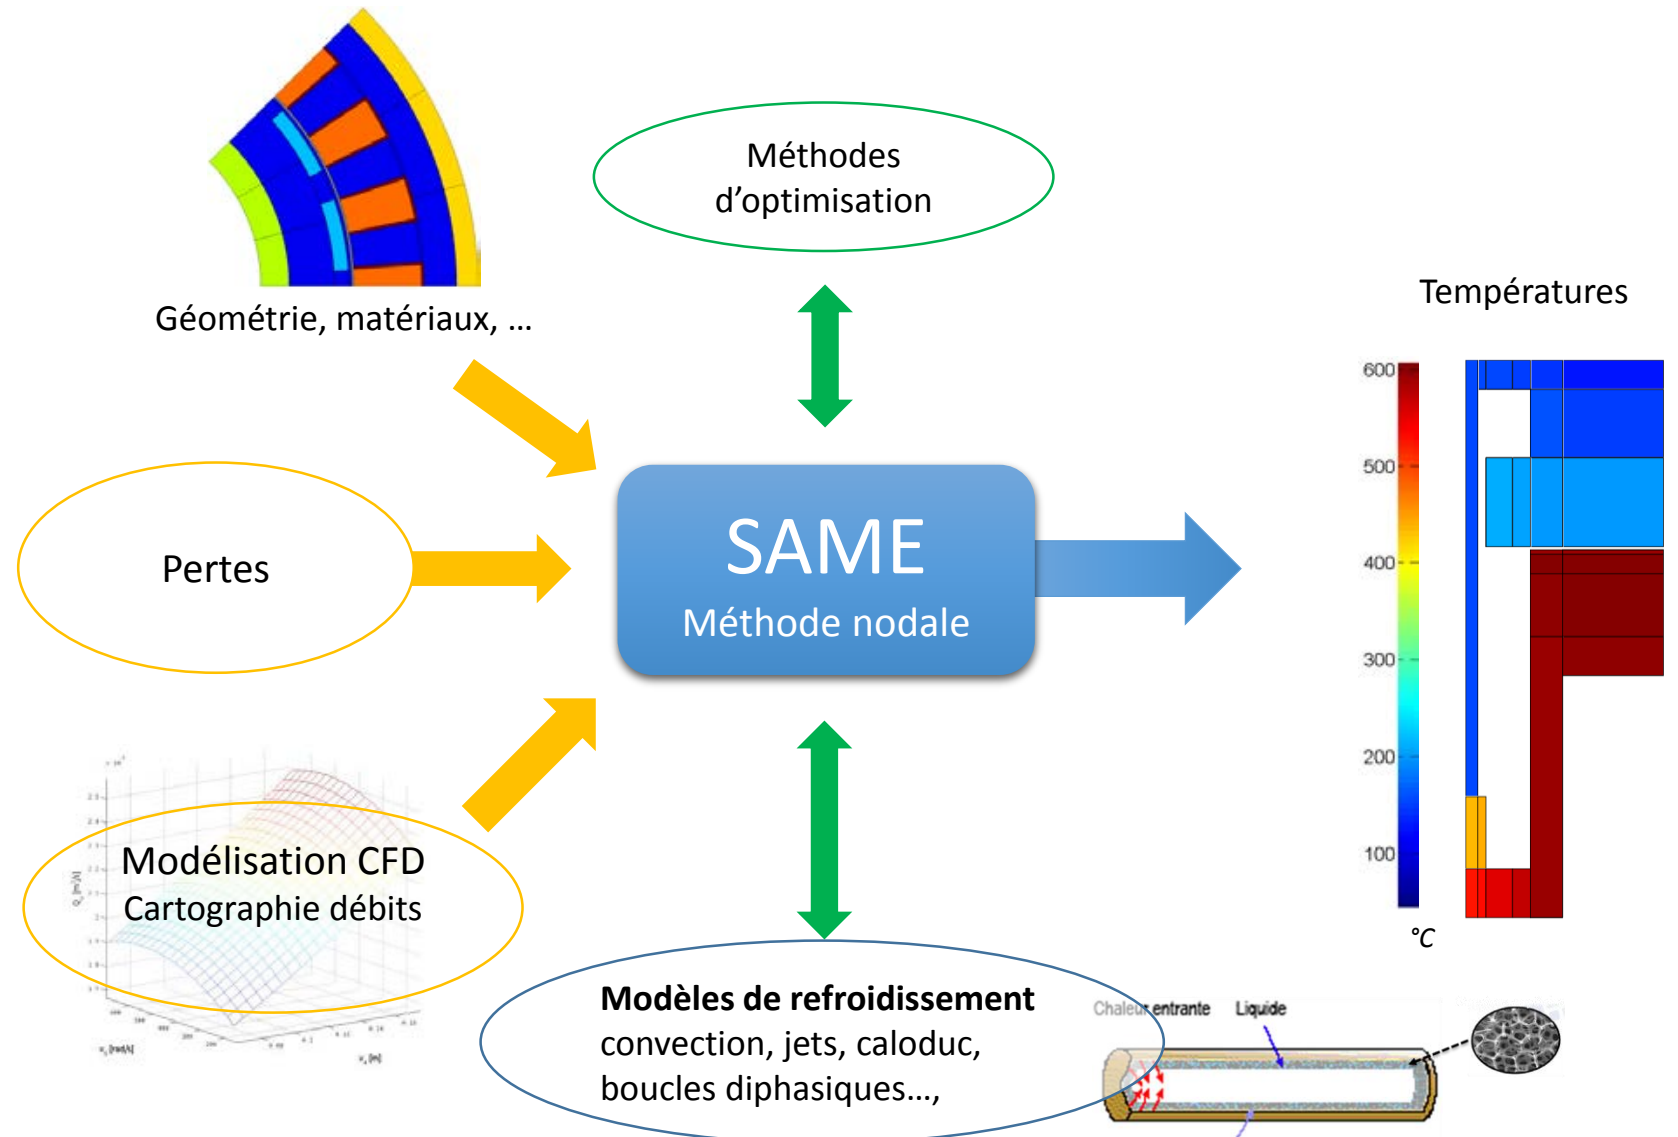 Méthodes
d’optimisation
Géométrie, matériaux, ...
Températures
Pertes
SAME
Méthode nodale
600
500
400
300
200
100
°C
Modélisation CFD
Cartographie débits
Modèles de refroidissement
convection, jets, caloduc,
boucles diphasiques...,
Chaleur entrante
Liquide